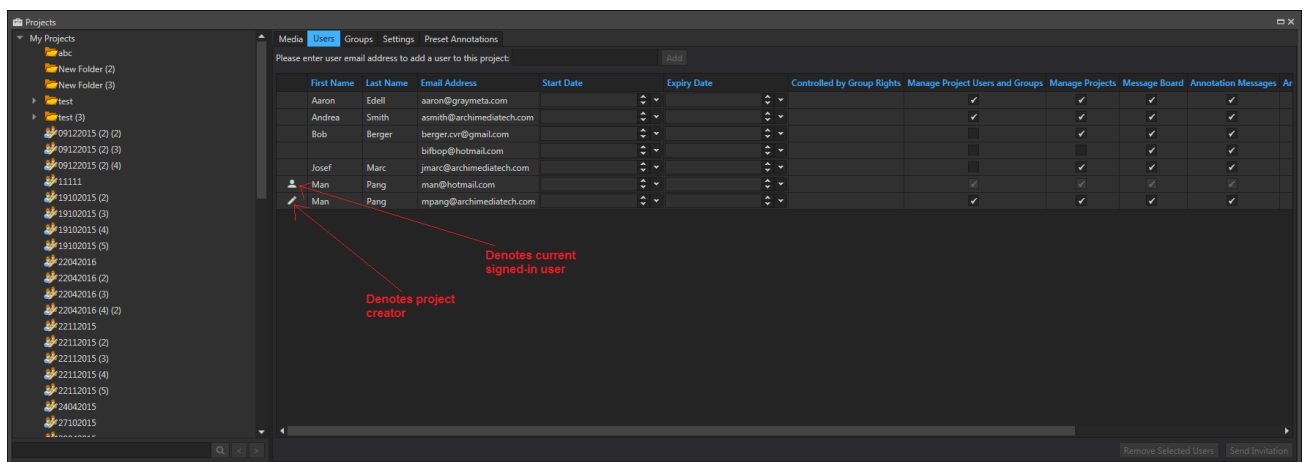 Projects
My Projects
abc
New Folder (2)
New Folder (3)
test
test (3)
09122015 (2) (2)
09122015 (2) (3)
09122015 (2) (4)
11111
19102015 (2)
19102015 (3)
19102015 (4)
19102015 (5)
22042016
22042016 (2)
22042016 (3)
22042016 (4) (2)
22112015
22112015 (2)
22112015 (3)
22112015 (4)
22112015 (5)
24042015
27102015
Media Users Groups Settings Preset Annotations
Please enter user email address to add a user to this project: Add
First Name Last Name Email Address Start Date Expiry Date Controlled by Group Rights Manage Project Users and Groups Manage Projects Message Board Annotation Messages Ar
Aaron Edell aaron@graymeta.com
Andrea Smith asmith@archimediatech.com
Bob Berger berger.cvr@gmail.com
bifbop@hotmail.com
Josef Marc jmarc@archimediatech.com
Man Pang man@hotmail.com
Man Pang mpang@archimediatech.com
Denotes current
signed-in user
Denotes project
creator
Remove Selected Users Send Invitation